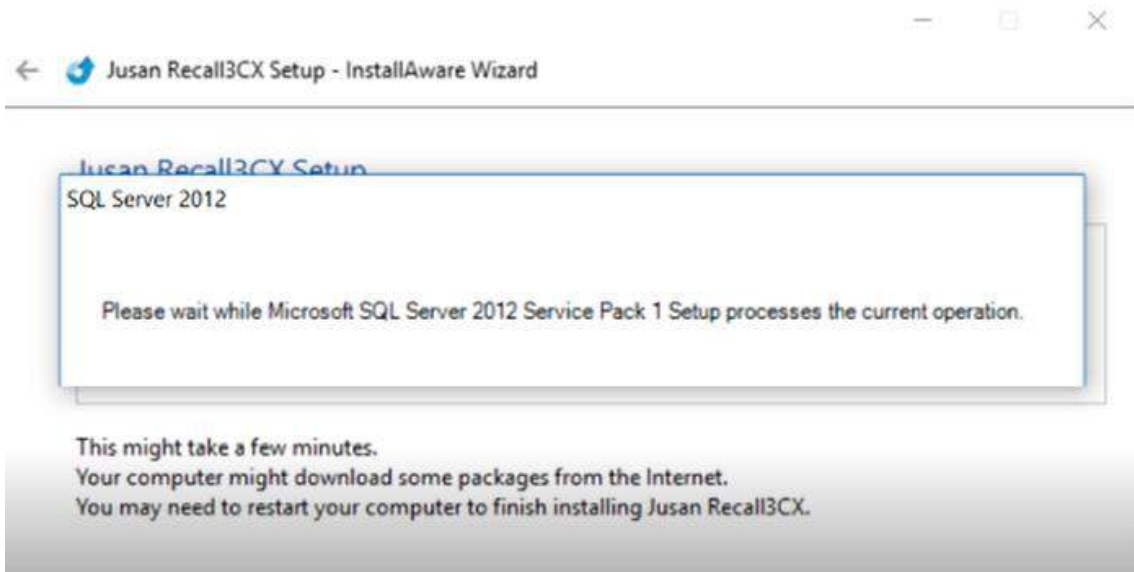 Jusan Recall3CX Setup - InstallAware Wizard
Jusan Recall3CX Setup
SQL Server 2012
Please wait while Microsoft SQL Server 2012 Service Pack 1 Setup processes the current operation.
This might take a few minutes.
Your computer might download some packages from the Internet.
You may need to restart your computer to finish installing Jusan Recall3CX.